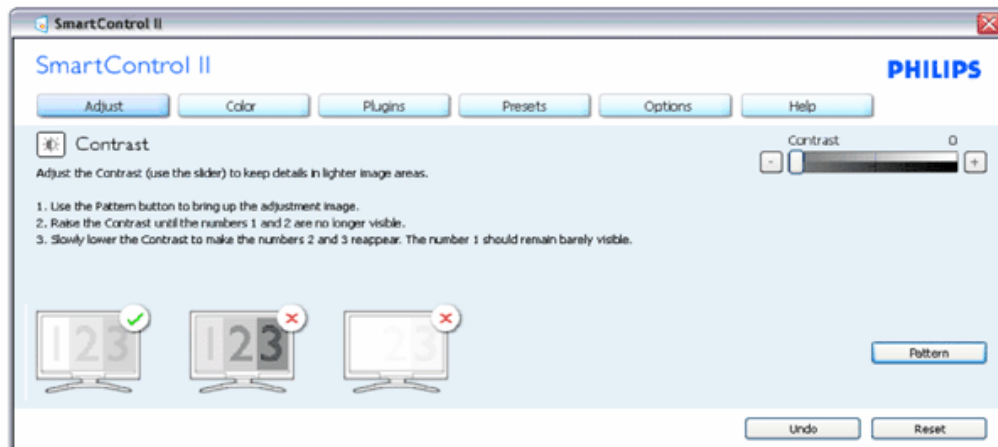 SmartControl II
SmartControl II
PHILIPS
Adjust Color Plugins Presets Options Help
Contrast
Contrast 0
- +
Adjust the Contrast (use the slider) to keep details in lighter image areas.
1. Use the Pattern button to bring up the adjustment image.
2. Raise the Contrast until the numbers 1 and 2 are no longer visible.
3. Slowly lower the Contrast to make the numbers 2 and 3 reappear. The number 1 should remain barely visible.
123 123 23
Pattern
Undo Reset